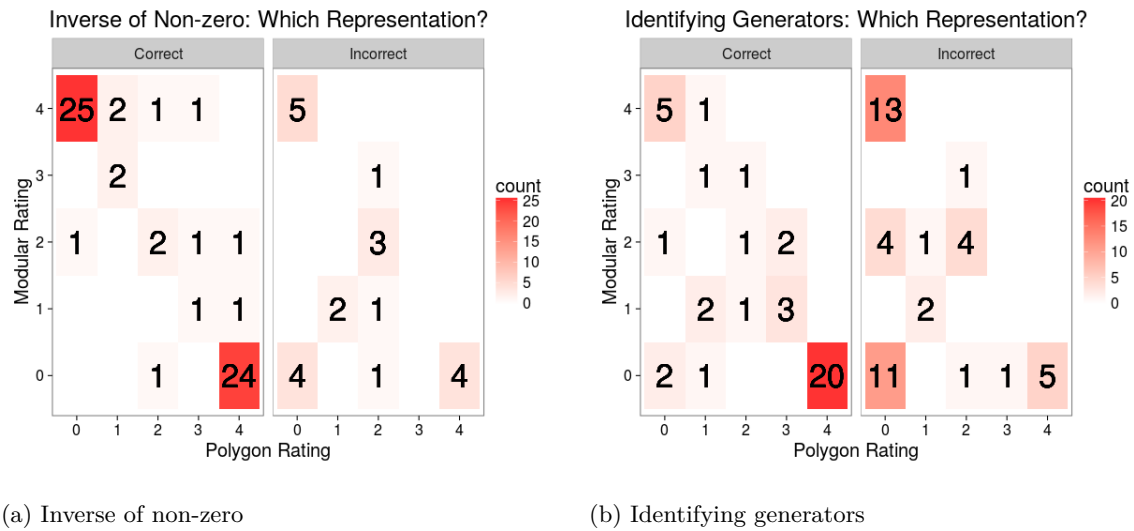 Inverse of Non-zero: Which Representation?
Correct
Incorrect
4
25 2 1 1
5
3
2
1
2
1 2 1 1
3
1
1 1
2 1
0
1 24
4 1 4
0 1 2 3 4
0 1 2 3 4
Modular Rating
Polygon Rating
count
25
20
15
10
5
0
(a) Inverse of non-zero
Identifying Generators: Which Representation?
Correct
Incorrect
4
5 1
13
3
1 1
1
2
1 1 2
4 1 4
1
2 1 3
2
0
2 1 20
11 1 1 5
0 1 2 3 4
0 1 2 3 4
Modular Rating
Polygon Rating
count
20
15
10
5
0
(b) Identifying generators